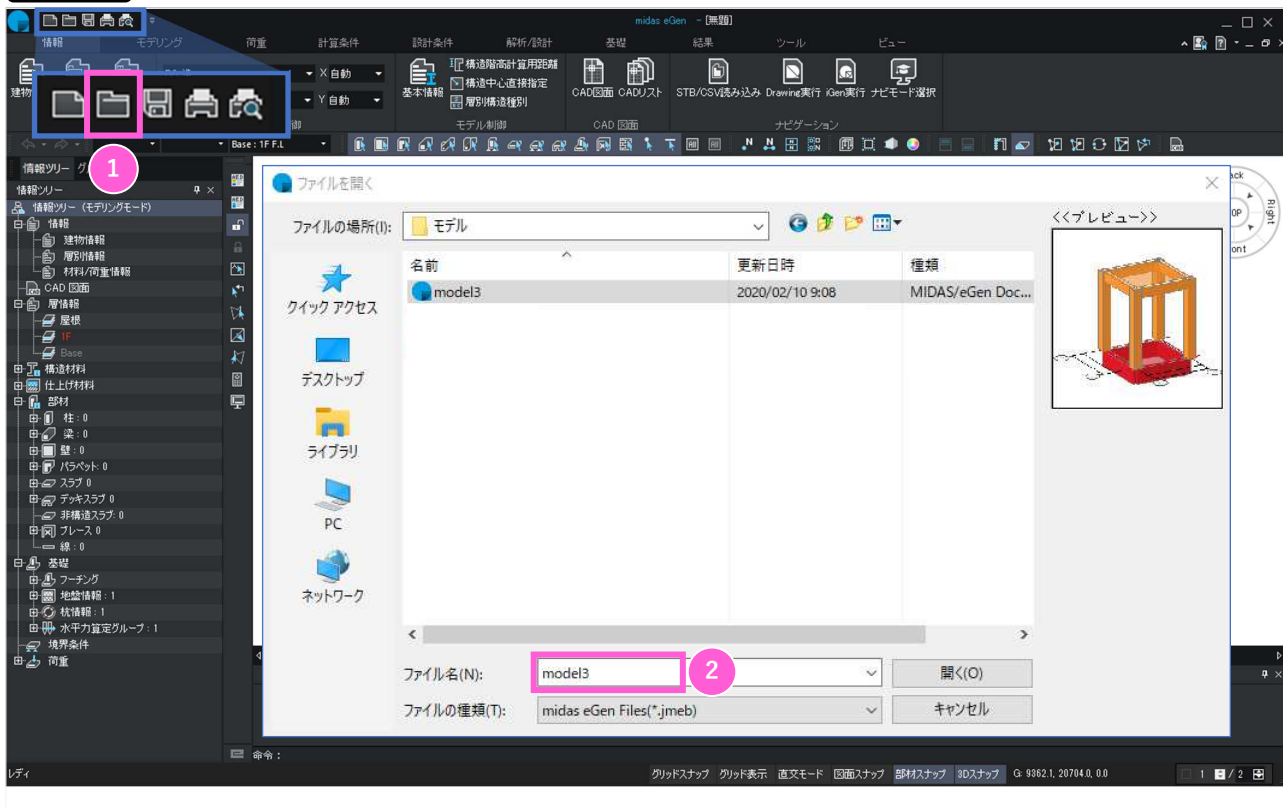 midas eGen - [無題]
情報 モデリング 荷重 計算条件 設計条件 解析/設計 基礎 結果 ツール ビュー
建物
X 自動
Y 自動
基本情報
構造階高計算用距離
構造中心直接指定
層別構造種別
CAD図面 CADリスト STB/CSV読み込み Drawing実行 iGen実行 ナビモード選択
モデル制御 CAD 図面 ナビゲーション
Base : 1F F.L
1
情報ツリー
情報ツリー
情報ツリー (モデリングモード)
情報
建物情報
層別情報
材料/荷重情報
CAD 図面
層情報
屋根
1F
Base
構造材料
仕上げ材料
部材
柱 : 0
梁 : 0
壁 : 0
パラペット: 0
スラブ 0
デッキスラブ 0
非構造スラブ: 0
ブレース 0
線 : 0
基礎
フーチング
地盤情報 : 1
杭情報 : 1
水平力算定グループ : 1
境界条件
荷重
ファイルを開く
ファイルの場所(I): モデル
<<プレビュー>>
Right
名前 更新日時 種類
model3 2020/02/10 9:08 MIDAS/eGen Doc...
クイック アクセス
デスクトップ
ライブラリ
PC
ネットワーク
ファイル名(N): model3 2 開く(O)
ファイルの種類(T): midas eGen Files(*.jmeb) キャンセル
命令 :
レディ グリッドスナップ グリッド表示 直交モード 図面スナップ 部材スナップ 3Dスナップ G: 9362.1, 20704.0, 0.0 1 / 2